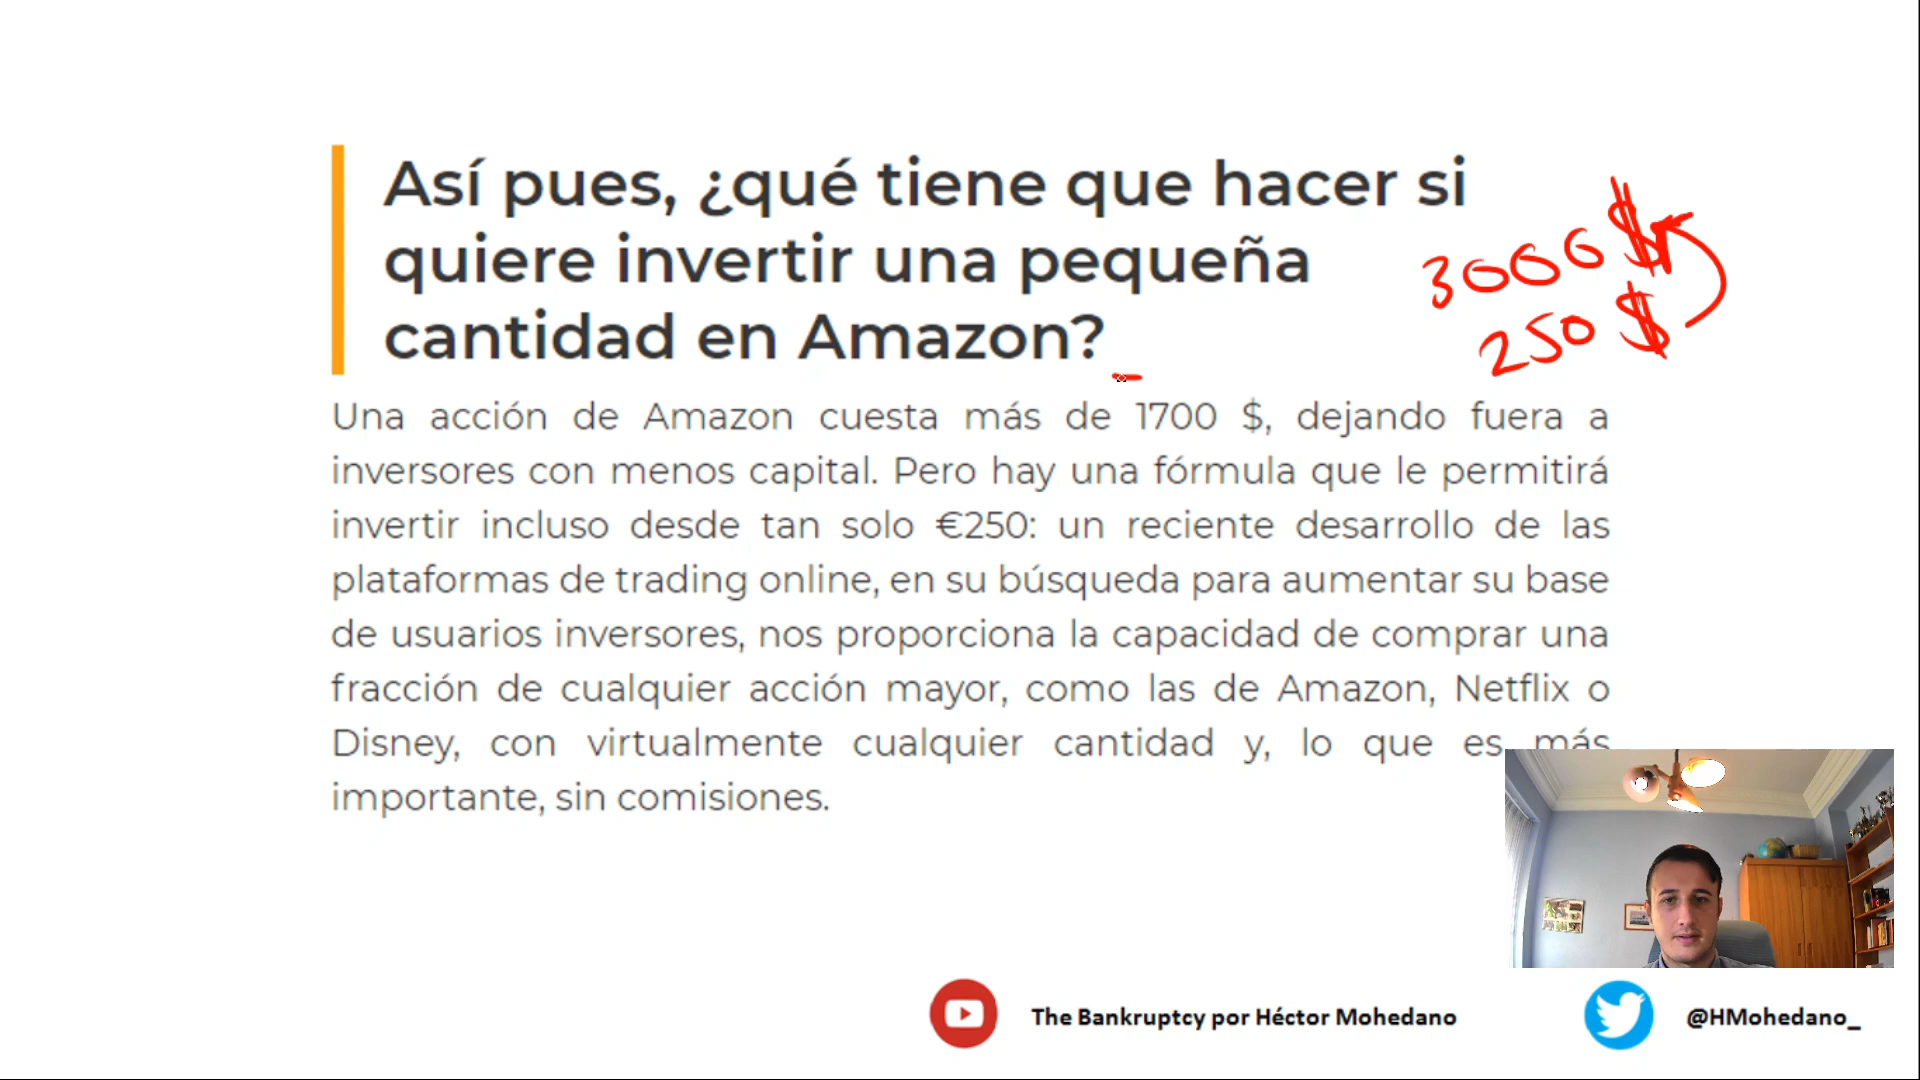 Así pues, ¿qué tiene que hacer si
quiere invertir una pequeña
cantidad en Amazon?
3000 $
250 $
Una acción de Amazon cuesta más de 1700 $, dejando fuera a
inversores con menos capital. Pero hay una fórmula que le permitirá
invertir incluso desde tan solo €250: un reciente desarrollo de las
plataformas de trading online, en su búsqueda para aumentar su base
de usuarios inversores, nos proporciona la capacidad de comprar una
fracción de cualquier acción mayor, como las de Amazon, Netflix o
Disney, con virtualmente cualquier cantidad y, lo que es más
importante, sin comisiones.
The Bankruptcy por Héctor Mohedano
@HMohedano_